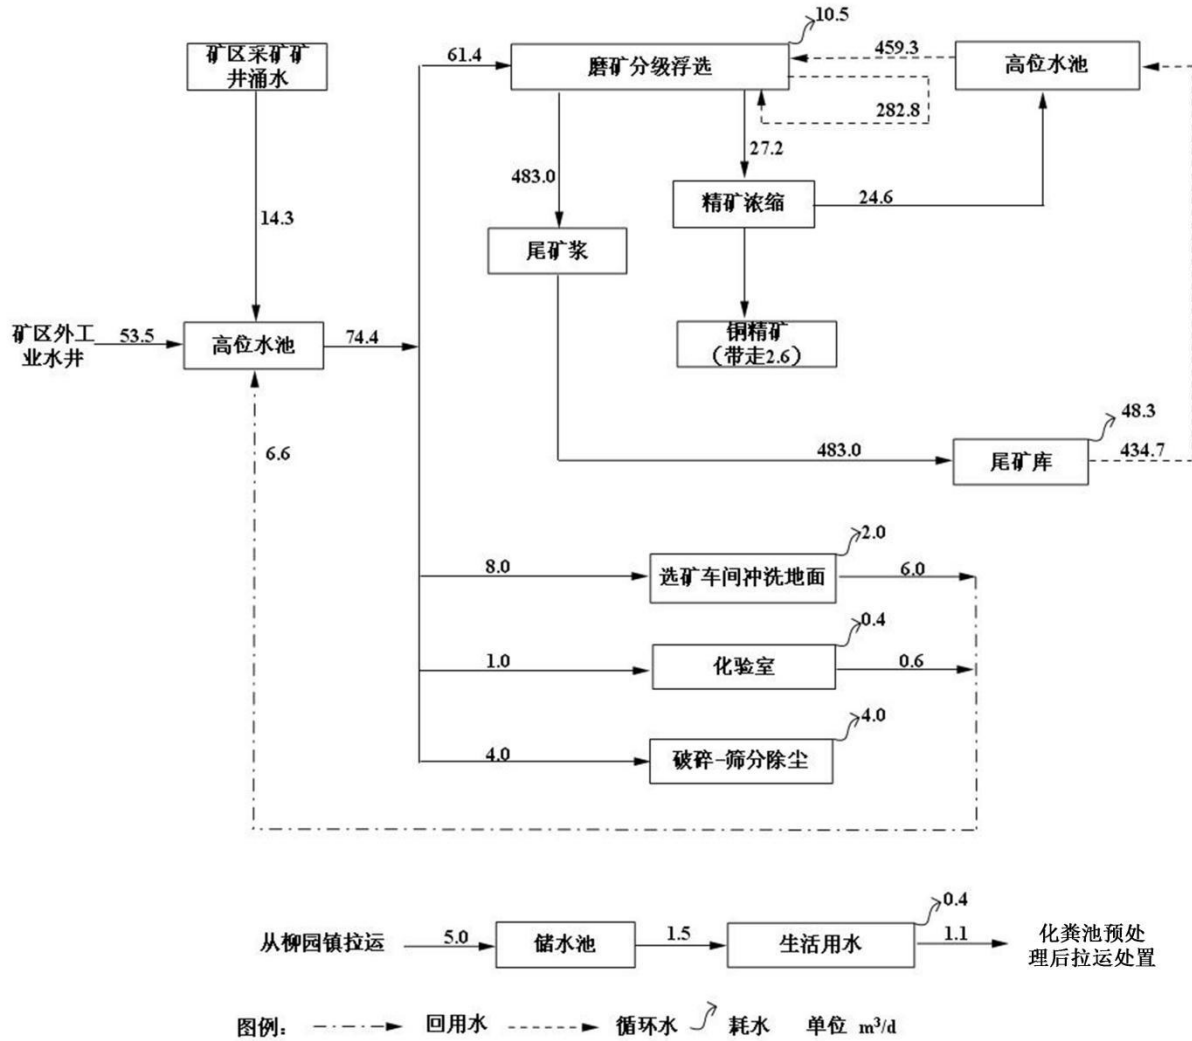 10.5
矿区采矿矿
井涌水
61.4
磨矿分级浮选
459.3
高位水池
282.8
27.2
483.0
精矿浓缩
24.6
14.3
尾矿浆
矿区外工
业水井
53.5
高位水池
74.4
铜精矿
（带走2.6）
6.6
48.3
483.0
尾矿库
434.7
2.0
8.0
选矿车间冲洗地面
6.0
0.4
1.0
化验室
0.6
4.0
4.0
破碎-筛分除尘
0.4
从柳园镇拉运
5.0
储水池
1.5
生活用水
1.1
化粪池预处
理后拉运处置
图例： 回用水 循环水 耗水 单位 m³/d